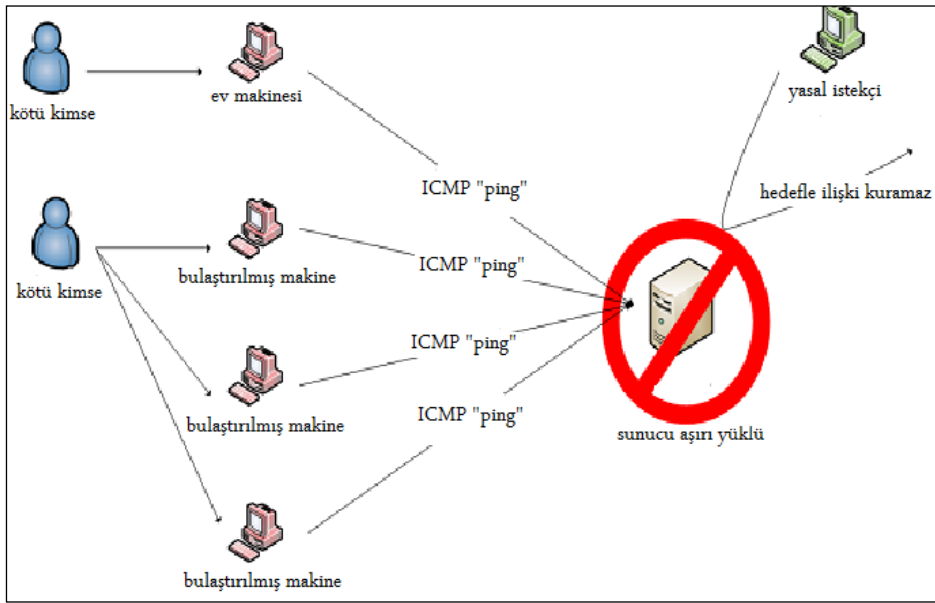 kötü kimse
ev makinesi
yasal istekçi
ICMP "ping"
hedefle ilişki kuramaz
kötü kimse
bulaştırılmış makine
ICMP "ping"
ICMP "ping"
bulaştırılmış makine
ICMP "ping"
sunucu aşırı yüklü
bulaştırılmış makine